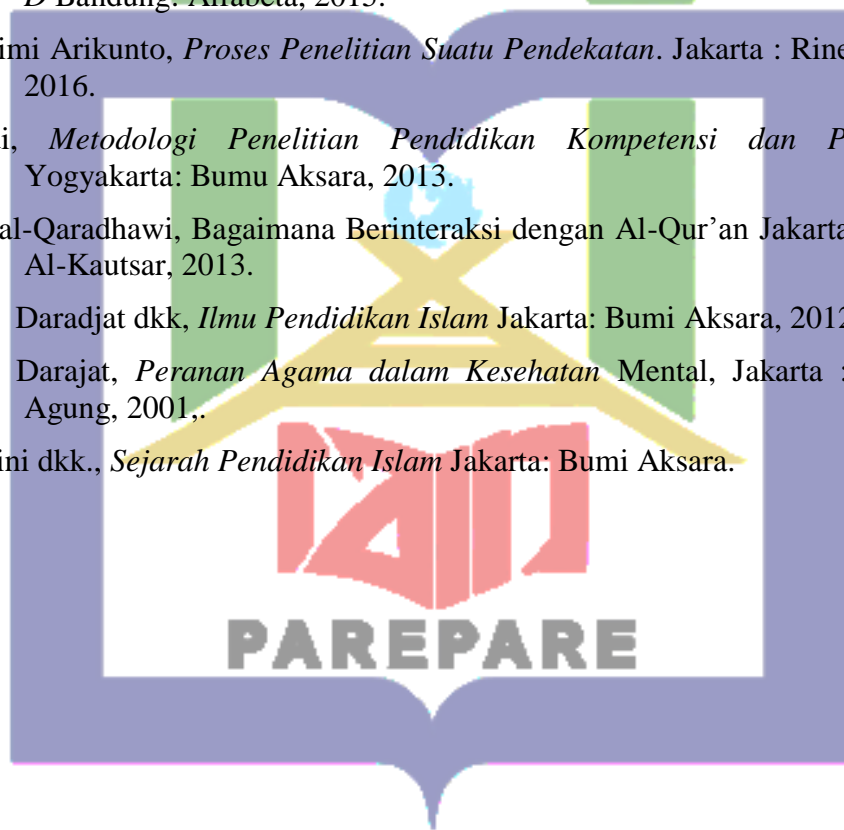 D Bandung: Alfabeta, 2015.
imi Arikunto, Proses Penelitian Suatu Pendekatan. Jakarta : Rine
2016.
i, Metodologi Penelitian Pendidikan Kompetensi dan P
Yogyakarta: Bumu Aksara, 2013.
al-Qaradhawi, Bagaimana Berinteraksi dengan Al-Qur’an Jakarta
Al-Kautsar, 2013.
Daradjat dkk, Ilmu Pendidikan Islam Jakarta: Bumi Aksara, 2012
Darajat, Peranan Agama dalam Kesehatan Mental, Jakarta :
Agung, 2001,.
ini dkk., Sejarah Pendidikan Islam Jakarta: Bumi Aksara.
PAREPARE